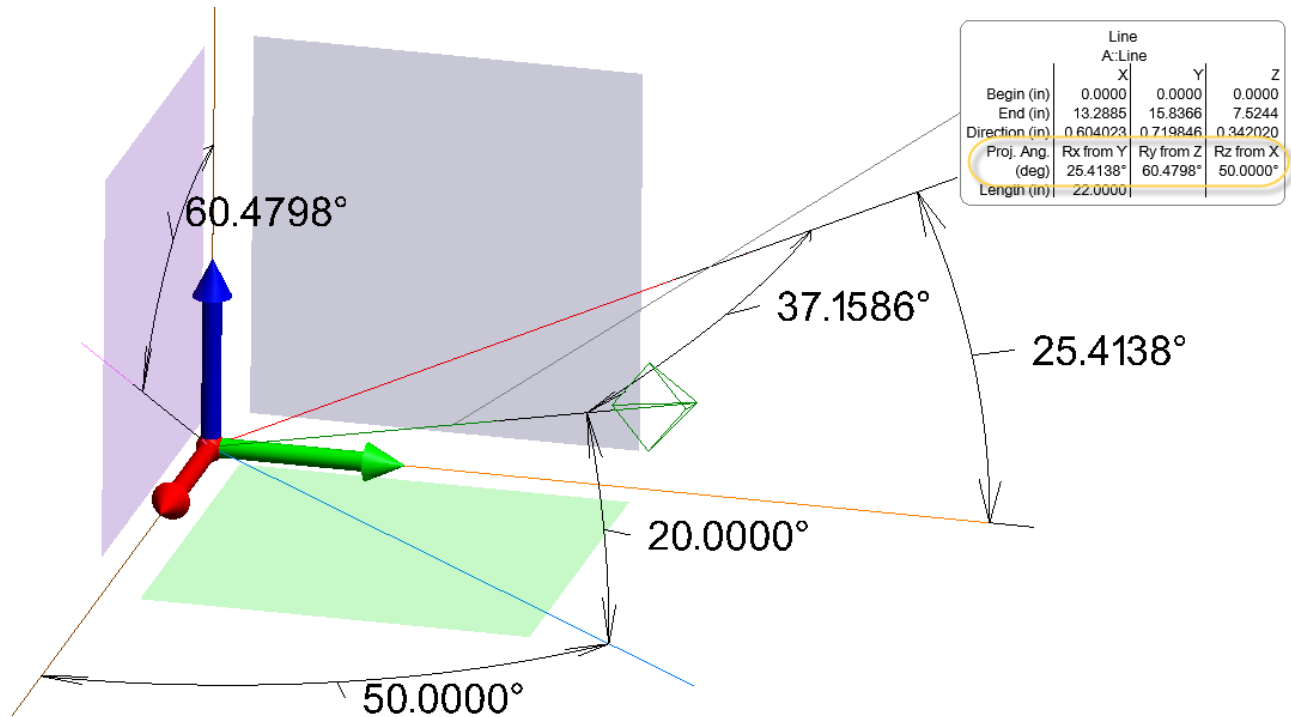 Line
A::Line
X Y Z
Begin (in) 0.0000 0.0000 0.0000
End (in) 13.2885 15.8366 7.5244
Direction (in) 0.604023 0.719846 0.342020
Proj. Ang. Rx from Y Ry from Z Rz from X
(deg) 25.4138° 60.4798° 50.0000°
Length (in) 22.0000
60.4798°
37.1586°
25.4138°
20.0000°
50.0000°